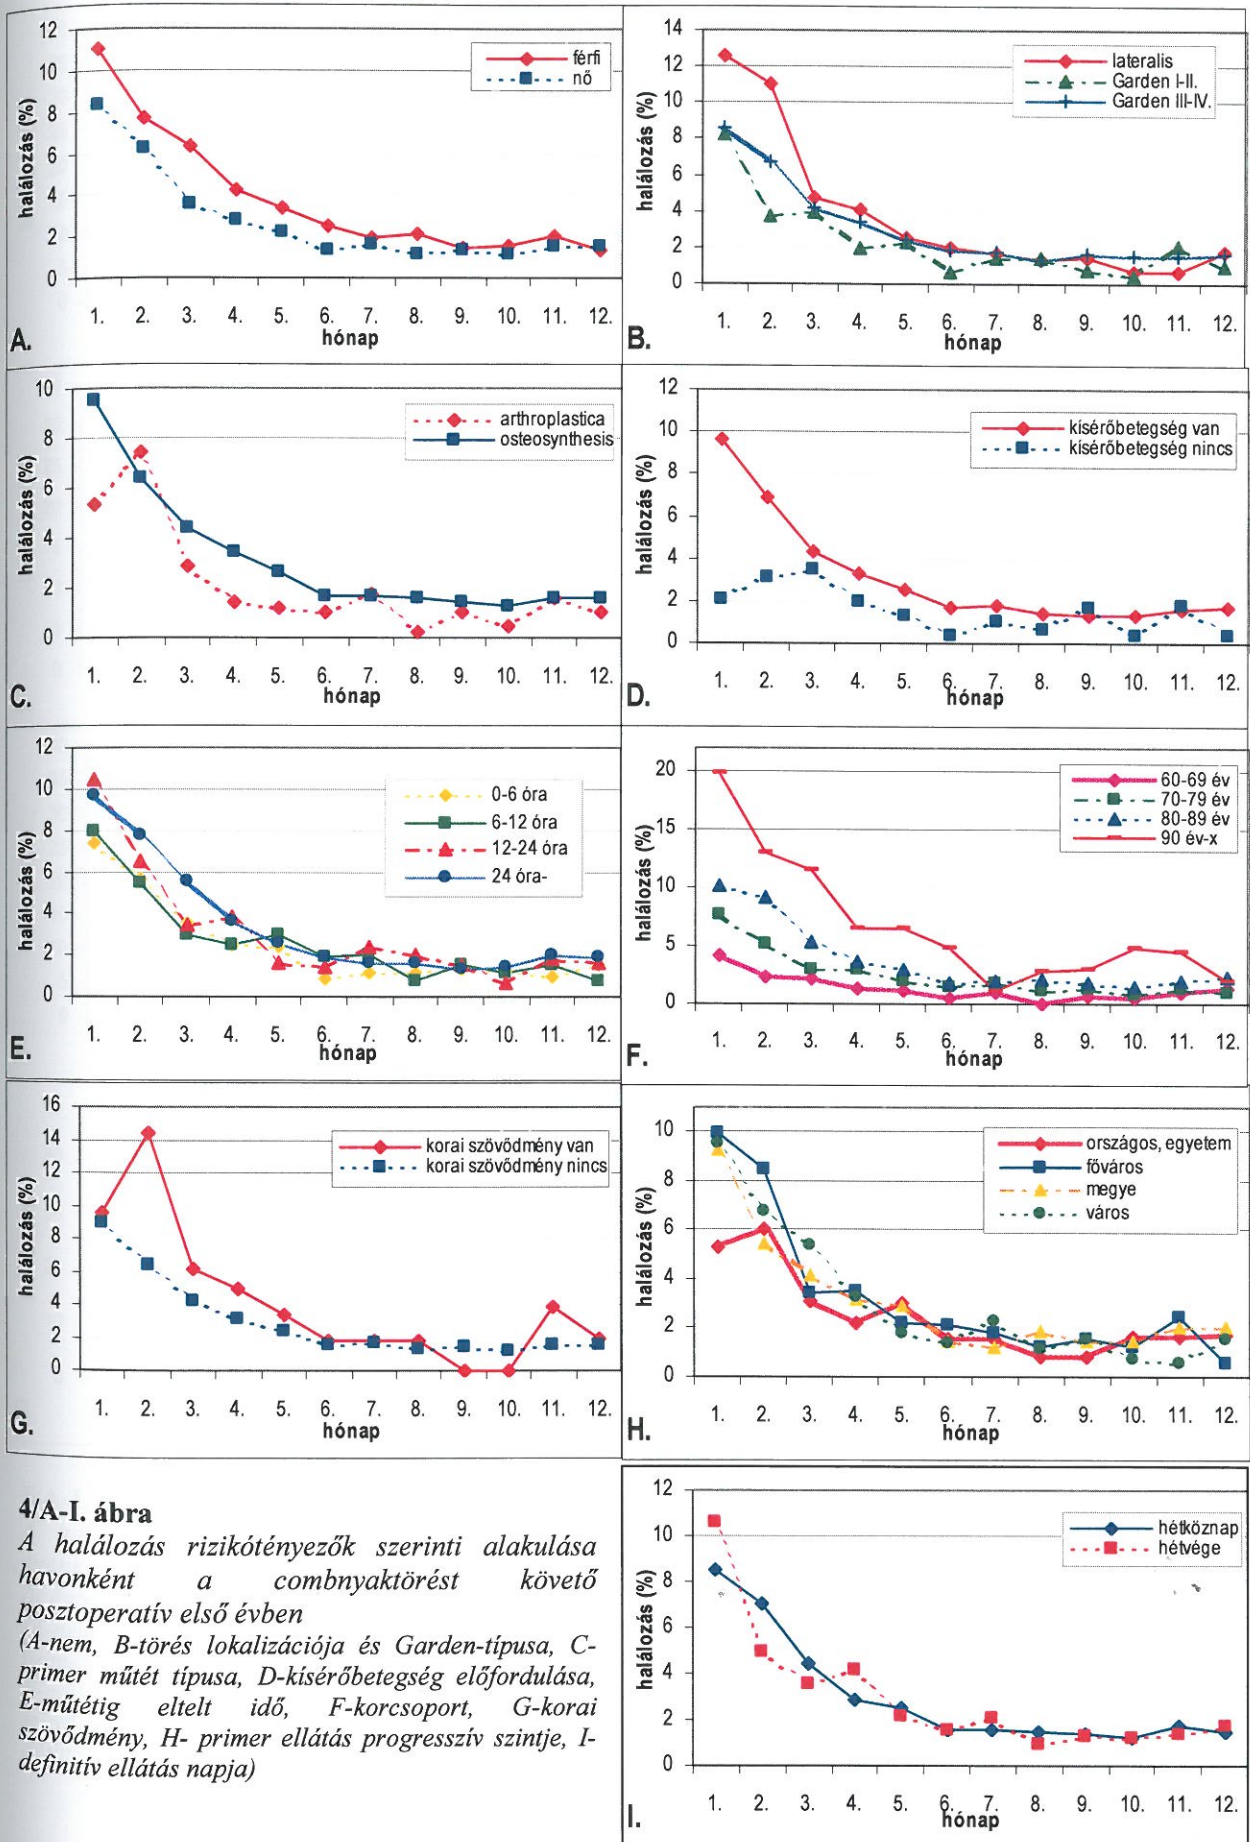 12
10
8
6
4
2
0
halálozás (%)
férfi
nő
1. 2. 3. 4. 5. 6. 7. 8. 9. 10. 11. 12.
hónap
A.
14
12
10
8
6
4
2
0
halálozás (%)
lateralis
Garden I-II.
Garden III-IV.
1. 2. 3. 4. 5. 6. 7. 8. 9. 10. 11. 12.
hónap
B.
10
8
6
4
2
0
halálozás (%)
arthroplastica
osteosynthesis
1. 2. 3. 4. 5. 6. 7. 8. 9. 10. 11. 12.
hónap
C.
12
10
8
6
4
2
0
halálozás (%)
kísérőbetegség van
kísérőbetegség nincs
1. 2. 3. 4. 5. 6. 7. 8. 9. 10. 11. 12.
hónap
D.
12
10
8
6
4
2
0
halálozás (%)
0-6 óra
6-12 óra
12-24 óra
24 óra-
1. 2. 3. 4. 5. 6. 7. 8. 9. 10. 11. 12.
hónap
E.
20
15
10
5
0
halálozás (%)
60-69 év
70-79 év
80-89 év
90 év-x
1. 2. 3. 4. 5. 6. 7. 8. 9. 10. 11. 12.
hónap
F.
16
14
12
10
8
6
4
2
0
halálozás (%)
korai szövődmény van
korai szövődmény nincs
1. 2. 3. 4. 5. 6. 7. 8. 9. 10. 11. 12.
hónap
G.
10
8
6
4
2
0
halálozás (%)
országos, egyetem
főváros
megye
város
1. 2. 3. 4. 5. 6. 7. 8. 9. 10. 11. 12.
hónap
H.
4/A-I. ábra
A halálozás rizikótényezők szerinti alakulása
havonként a combnyaktörést követő
posztoperatív első évben
(A-nem, B-törés lokalizációja és Garden-típusa, C-
primer műtét típusa, D-kísérőbetegség előfordulása,
E-műtétig eltelt idő, F-korcsoport, G-korai
szövődmény, H- primer ellátás progresszív szintje, I-
definitív ellátás napja)
12
10
8
6
4
2
0
halálozás (%)
hétköznap
hétvége
1. 2. 3. 4. 5. 6. 7. 8. 9. 10. 11. 12.
hónap
I.